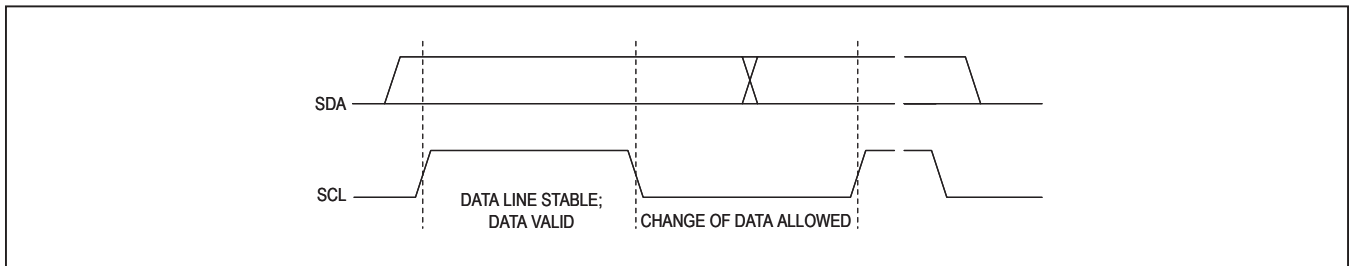 SDA
SCL
DATA LINE STABLE;
DATA VALID
CHANGE OF DATA ALLOWED